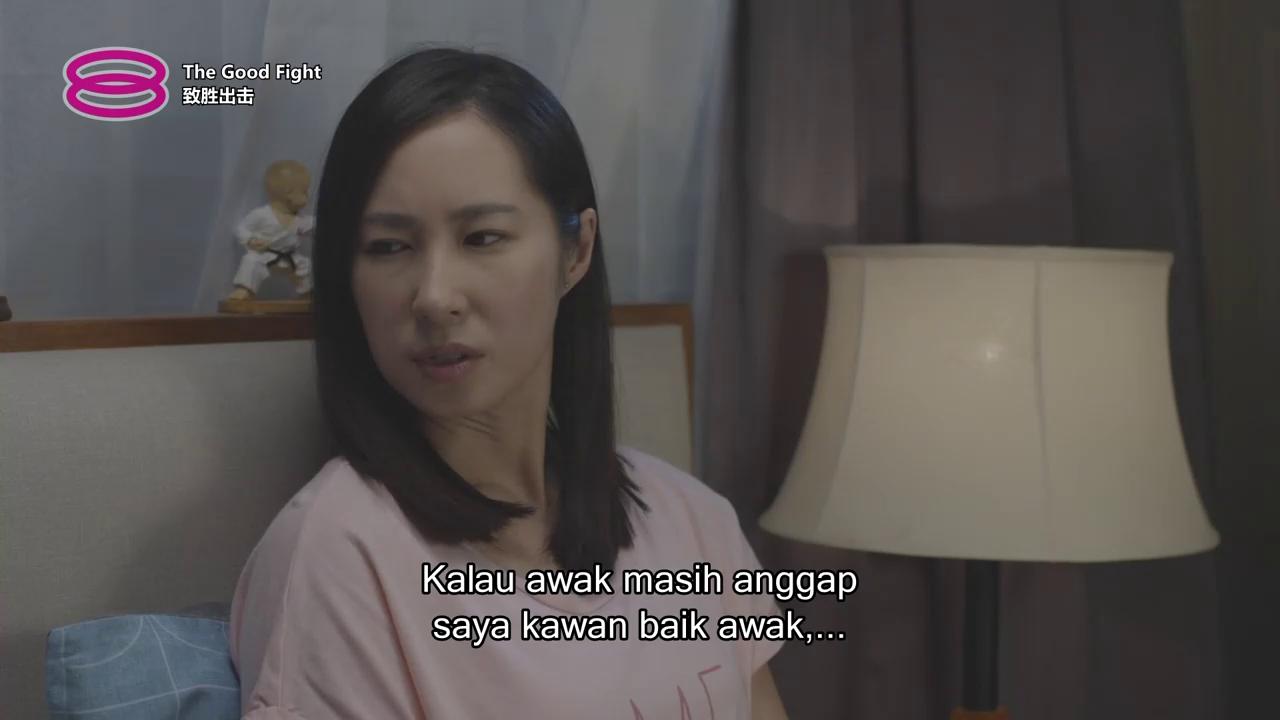 The Good Fight
致胜出击
Kalau awak masih anggap
saya kawan baik awak,...